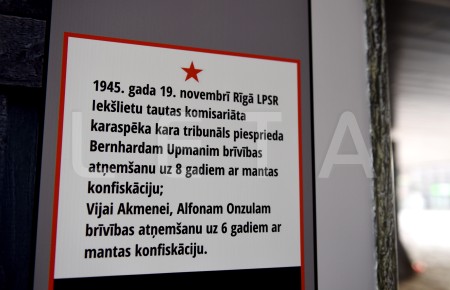 1945. gada 19. novembrī Rīgā LPSR
Iekšlietu tautas komisariāta
karaspēka kara tribunāls piesprieda
Bernhardam Upmanim brīvības
atņemšanu uz 8 gadiem ar mantas
konfiskāciju;
Vijai Akmenei, Alfonam Onzulam
brīvības atņemšanu uz 6 gadiem ar
mantas konfiskāciju.
LETA